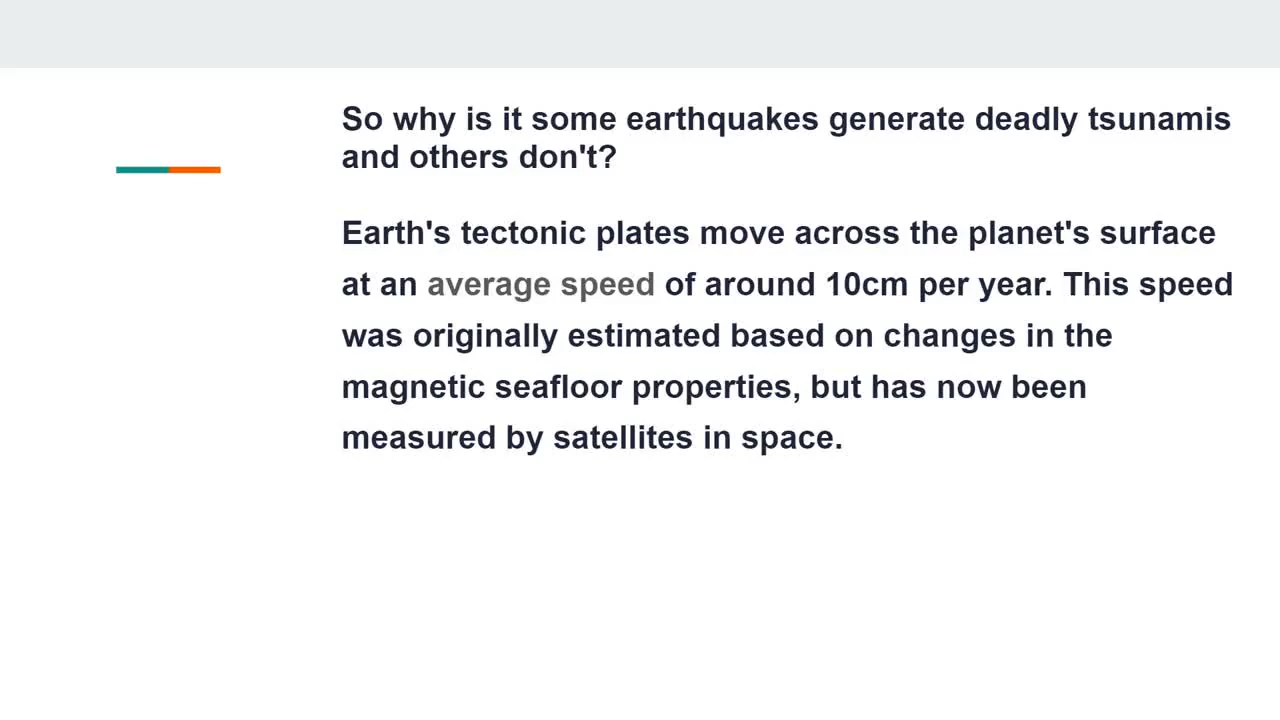 So why is it some earthquakes generate deadly tsunamis
and others don't?
Earth's tectonic plates move across the planet's surface
at an average speed of around 10cm per year. This speed
was originally estimated based on changes in the
magnetic seafloor properties, but has now been
measured by satellites in space.